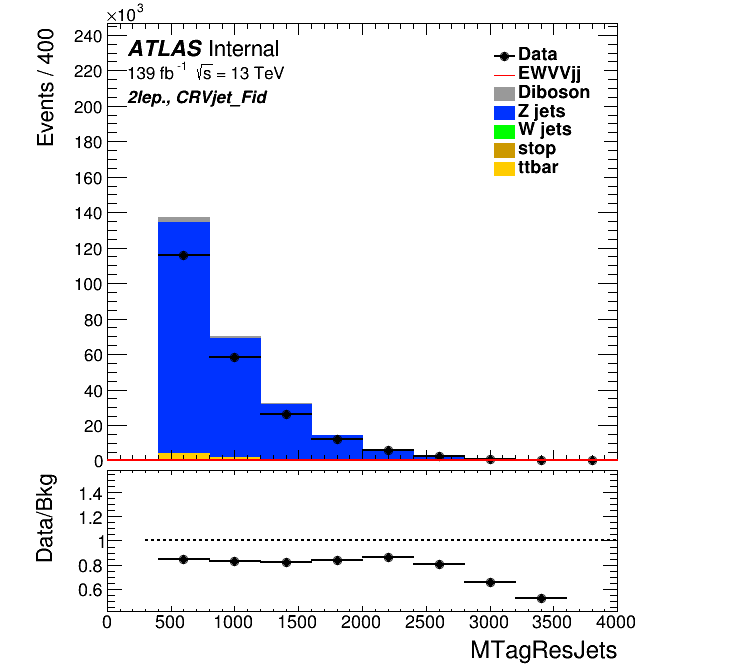 ×10³
Events / 400
240
220
200
180
160
140
120
100
80
60
40
20
0
ATLAS Internal
139 fb⁻¹ √s = 13 TeV
2lep., CRVjet_Fid
Data
EWVVjj
Diboson
Z jets
W jets
stop
ttbar
Data/Bkg
1.4
1.2
1
0.8
0.6
0 500 1000 1500 2000 2500 3000 3500 4000
MTagResJets